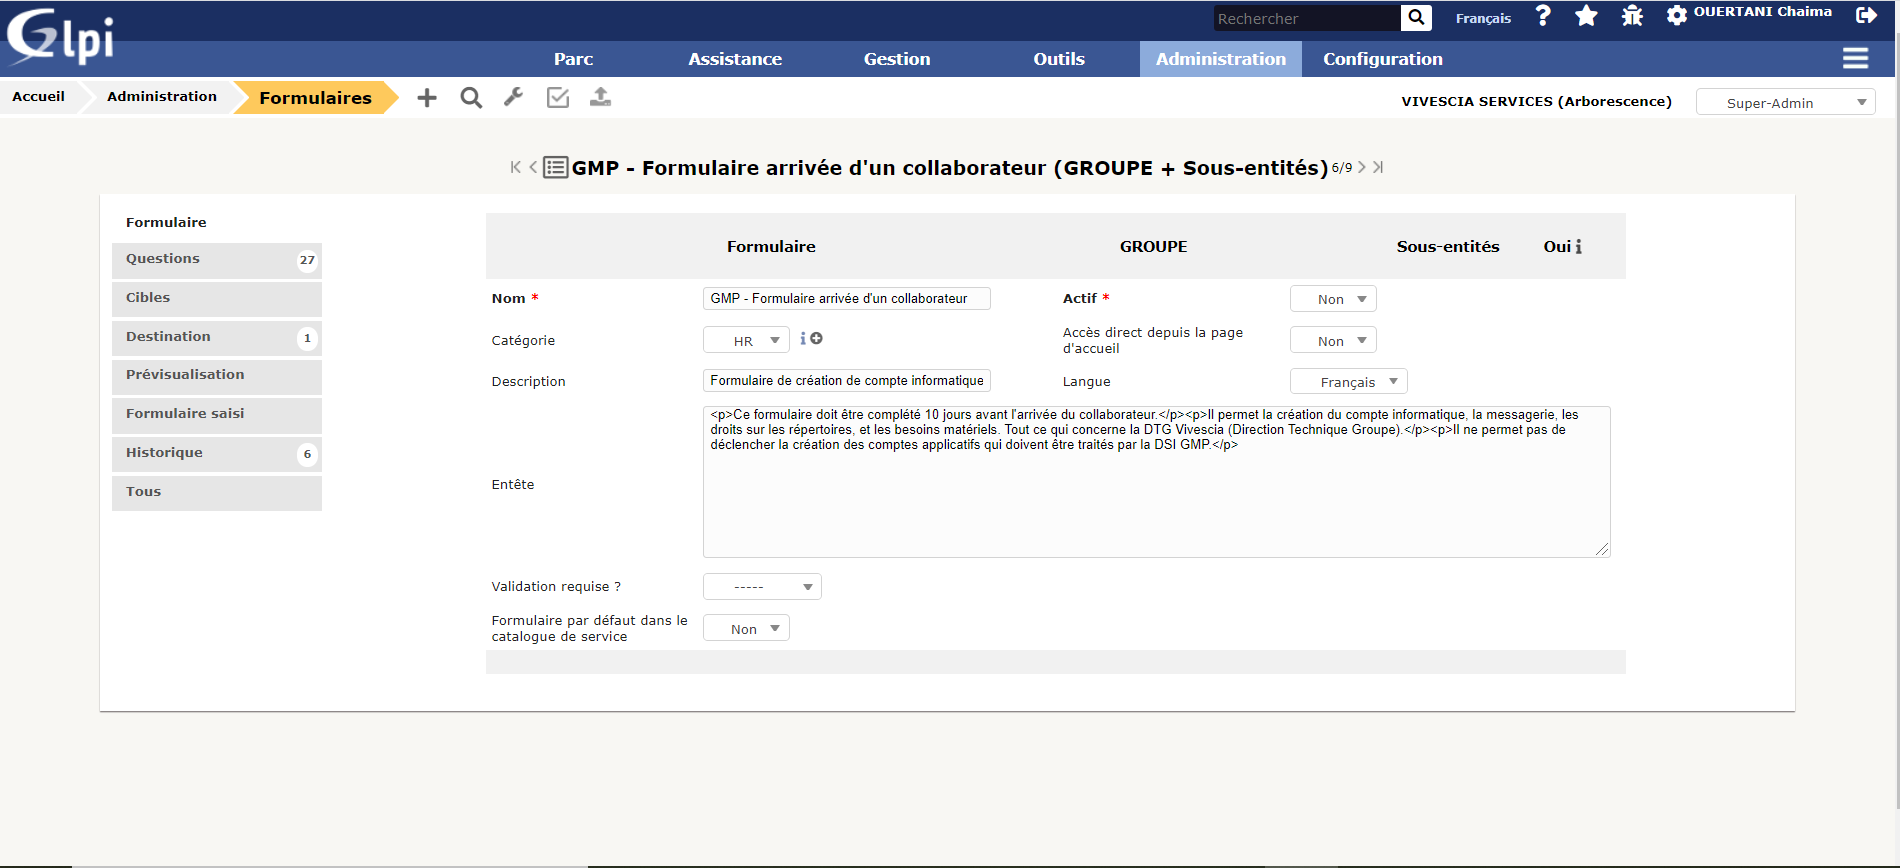 Glpi
Rechercher
Français
OUERTANI Chaima
Parc
Assistance
Gestion
Outils
Administration
Configuration
Accueil
Administration
Formulaires
VIVESCIA SERVICES (Arborescence)
Super-Admin
GMP - Formulaire arrivée d'un collaborateur (GROUPE + Sous-entités) 6/9
Formulaire
Questions 27
Cibles
Destination 1
Prévisualisation
Formulaire saisi
Historique 6
Tous
Formulaire GROUPE Sous-entités Oui
Nom * GMP - Formulaire arrivée d'un collaborateur Actif * Non
Catégorie HR
Accès direct depuis la page
d'accueil
Non
Description Formulaire de création de compte informatique Langue Français
Entête
<p>Ce formulaire doit être complété 10 jours avant l'arrivée du collaborateur.</p><p>Il permet la création du compte informatique, la messagerie, les
droits sur les répertoires, et les besoins matériels. Tout ce qui concerne la DTG Vivescia (Direction Technique Groupe).</p><p>Il ne permet pas de
déclencher la création des comptes applicatifs qui doivent être traités par la DSI GMP.</p>
Validation requise ? -----
Formulaire par défaut dans le
catalogue de service
Non